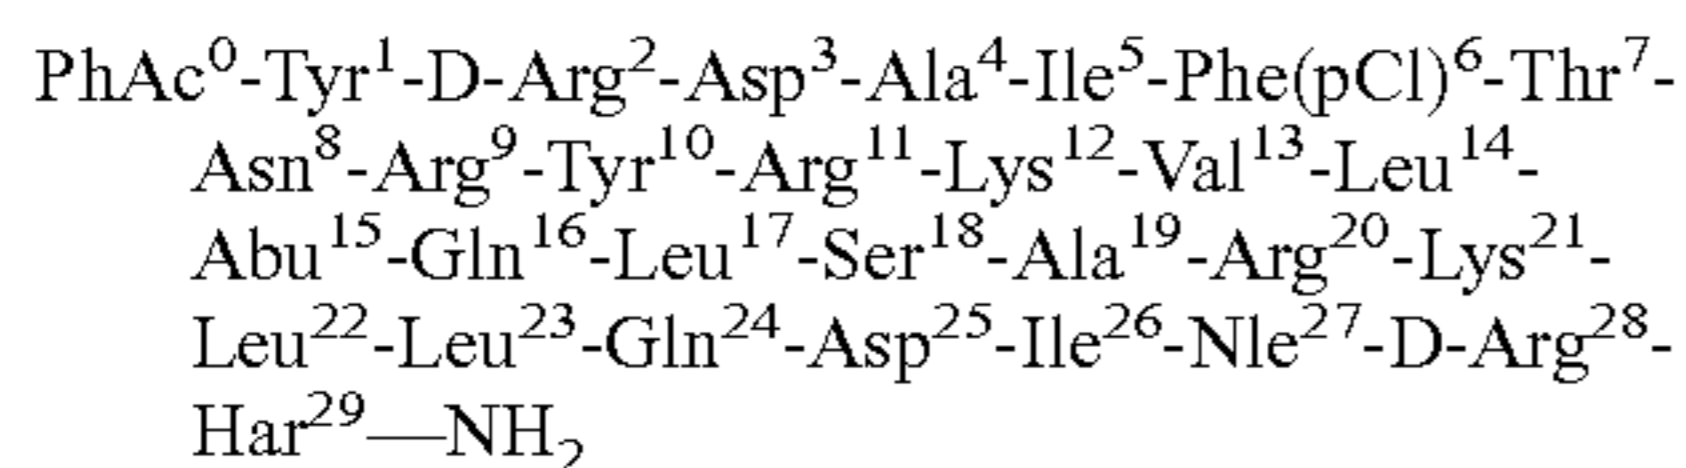 PhAc⁰-Tyr¹-D-Arg²-Asp³-Ala⁴-Ile⁵-Phe(pCl)⁶-Thr⁷-
Asn⁸-Arg⁹-Tyr¹⁰-Arg¹¹-Lys¹²-Val¹³-Leu¹⁴-
Abu¹⁵-Gln¹⁶-Leu¹⁷-Ser¹⁸-Ala¹⁹-Arg²⁰-Lys²¹-
Leu²²-Leu²³-Gln²⁴-Asp²⁵-Ile²⁶-Nle²⁷-D-Arg²⁸-
Har²⁹—NH₂